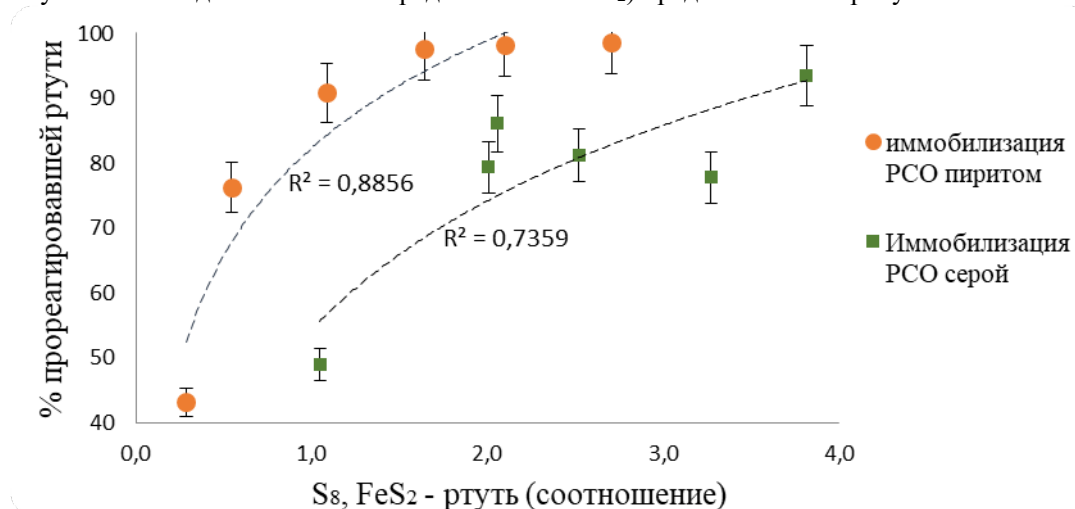 100
90
80
70
60
50
40
% прореагировавшей ртути
R² = 0,8856
R² = 0,7359
0,0 1,0 2,0 3,0 4,0
S₈, FeS₂ - ртуть (соотношение)
иммобилизация
РСО пиритом
Иммобилизация
РСО серой